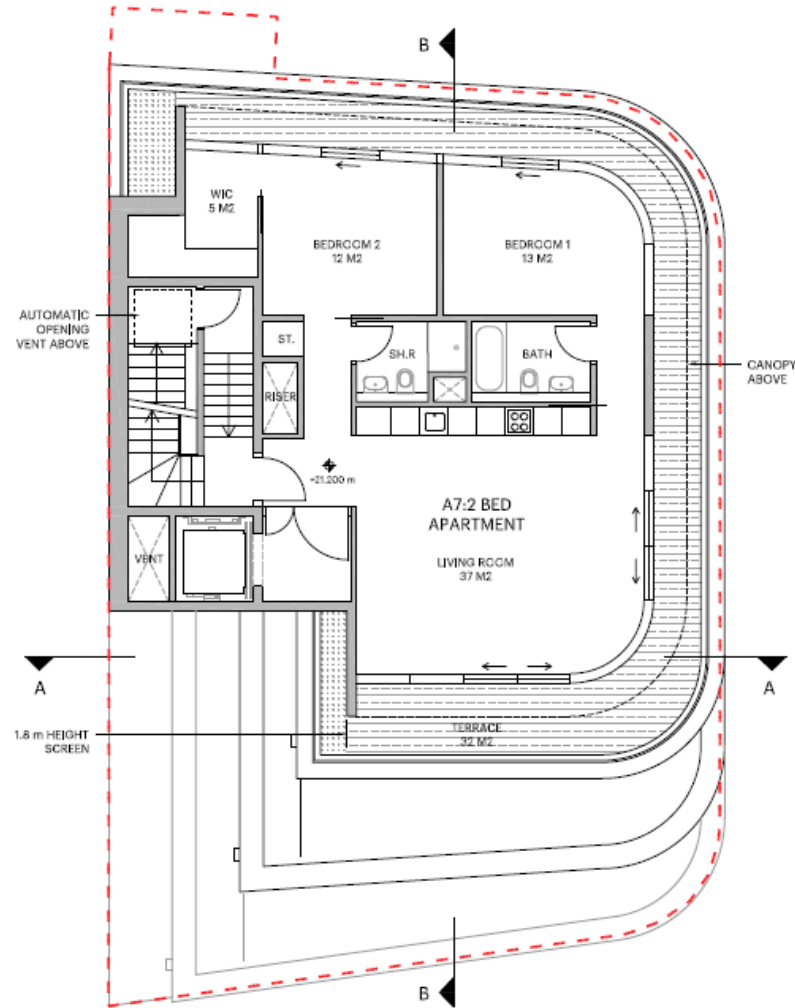 B
WIC
5 M2
BEDROOM 2
12 M2
BEDROOM 1
13 M2
AUTOMATIC
OPENING
VENT ABOVE
ST.
SH.R
BATH
CANOPY
ABOVE
RISER
+21.200 m
A7:2 BED
APARTMENT
LIVING ROOM
37 M2
VENT
A
A
1.8 m HEIGHT
SCREEN
TERRACE
32 M2
B